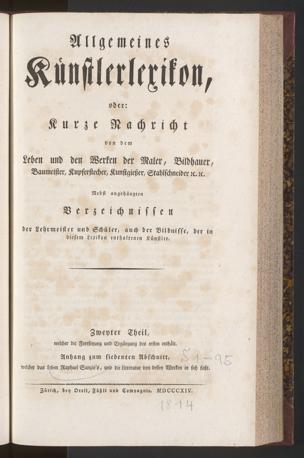 Allgemeines
Künstlerlexikon,
oder:
Kurze Nachricht
von dem
Leben und den Werken der Maler, Bildhauer,
Baumeister, Kupferstecher, Kunstgießer, Stahlschneider ꝛc. ꝛc.
Nebst angehängten
Verzeichnissen
der Lehrmeister und Schüler, auch der Bildnisse, der in
diesem Lexikon enthaltenen Künstler.
Zweyter Theil,
welcher die Fortsetzung und Ergänzung des ersten enthält.
Anhang zum siebenten Abschnitt,
welcher das Leben Raphael Sanzio's, und die Litteratur von dessen Werken in sich faßt.
Zürich, bey Orell, Füßli und Compagnie. MDCCCXIV.
1814